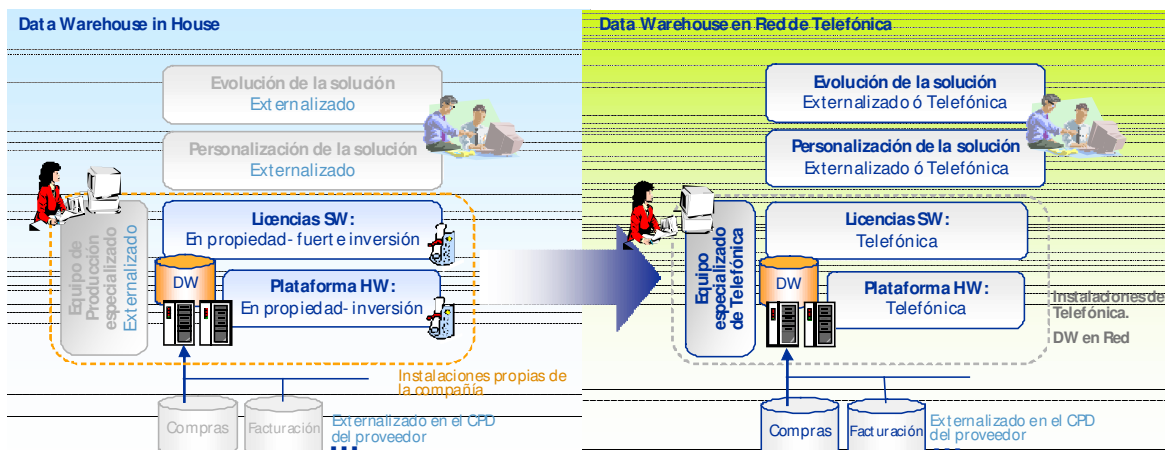 Data Warehouse in House
Evolución de la solución
Externalizado
Personalización de la solución
Externalizado
Equipo de
Producción
especializado
Externalizado
Licencias SW:
En propiedad- fuerte inversión
DW
Plataforma HW:
En propiedad- inversión
Instalaciones propias de
la compañía
Compras
Facturación
Externalizado en el CPD
del proveedor
...
Data Warehouse en Red de Telefónica
Evolución de la solución
Externalizado ó Telefónica
Personalización de la solución
Externalizado ó Telefónica
Equipo
especializado
de Telefónica
Licencias SW:
Telefónica
DW
Plataforma HW:
Telefónica
Instalaciones de
Telefónica.
DW en Red
Compras
Facturación
Externalizado en el CPD
del proveedor
...